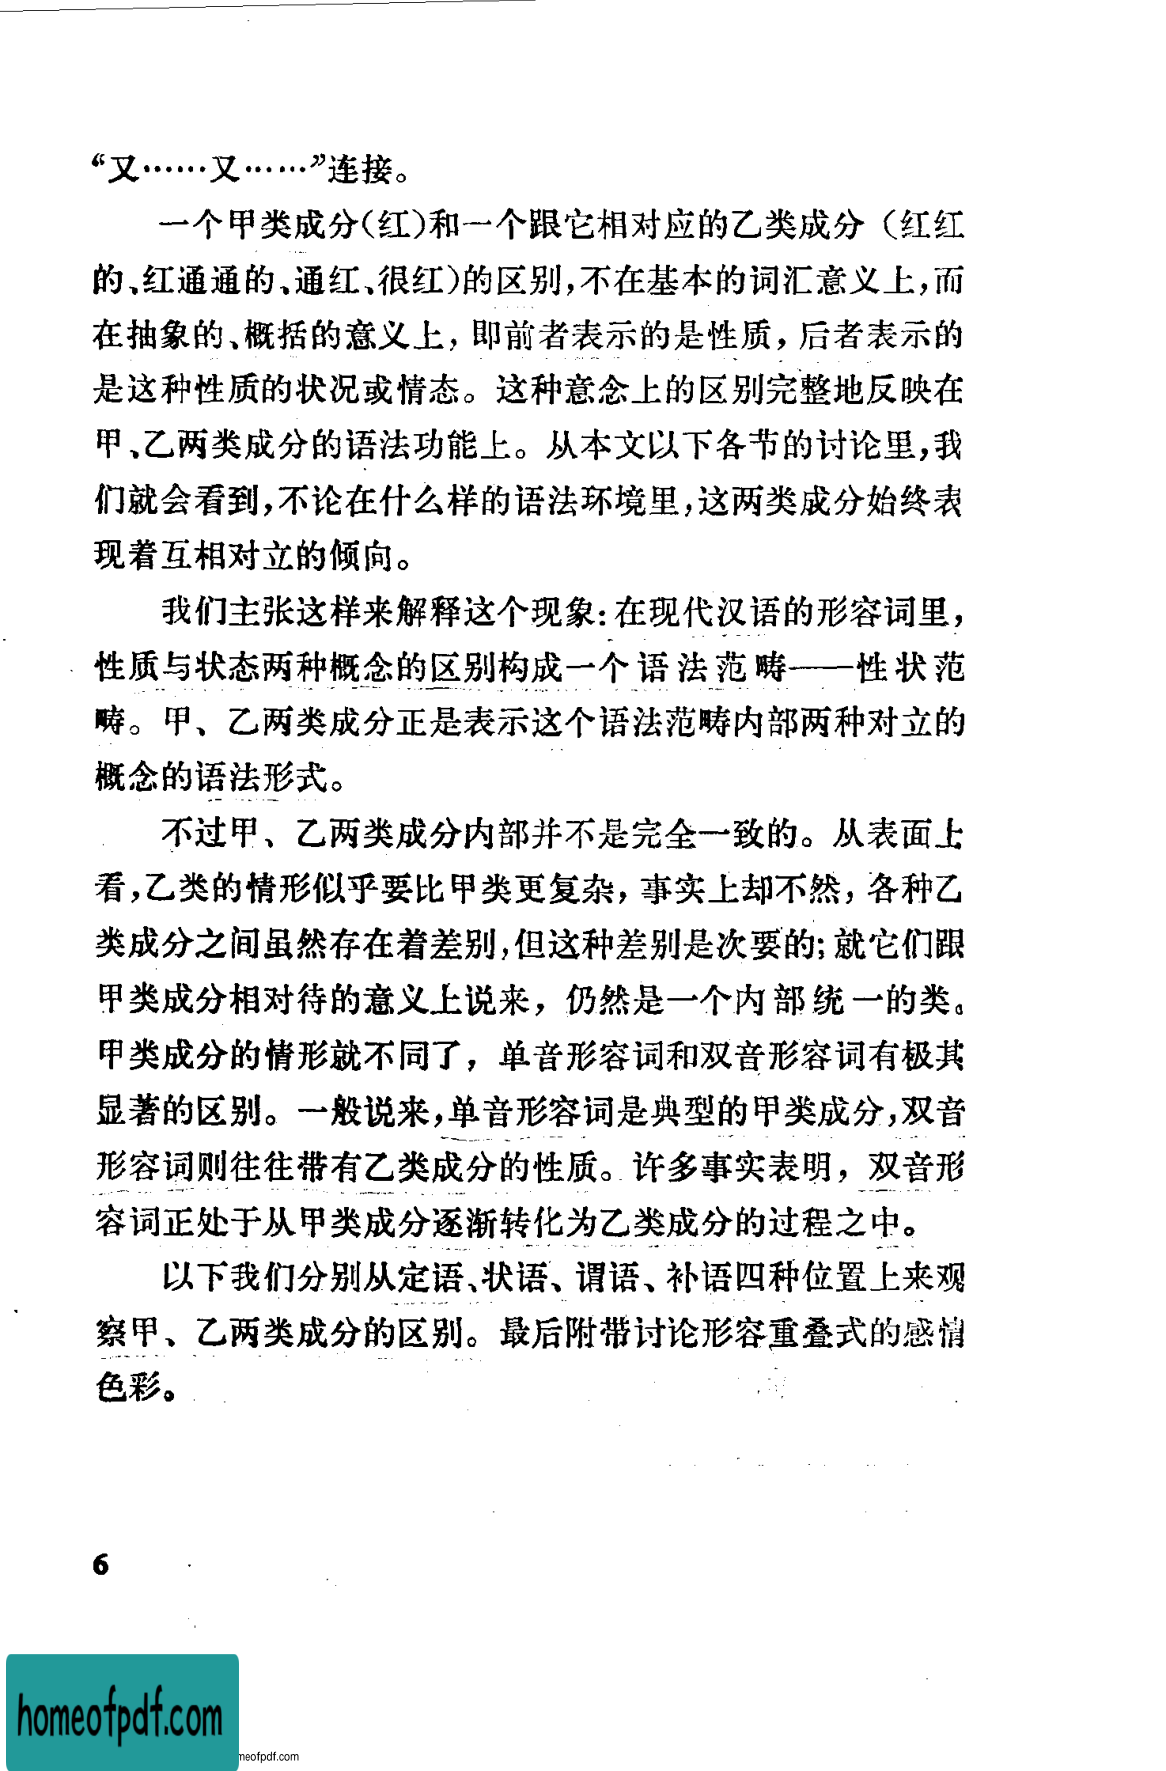 “又……又……”连接。
一个甲类成分(红)和一个跟它相对应的乙类成分（红红
的、红通通的、通红、很红)的区别,不在基本的词汇意义上,而
在抽象的、概括的意义上，即前者表示的是性质，后者表示的
是这种性质的状况或情态。这种意念上的区别完整地反映在
甲、乙两类成分的语法功能上。从本文以下各节的讨论里,我
们就会看到,不论在什么样的语法环境里,这两类成分始终表
现着互相对立的倾向。
我们主张这样来解释这个现象:在现代汉语的形容词里，
性质与状态两种概念的区别构成一个语法范畴——性状范
畴。甲、乙两类成分正是表示这个语法范畴内部两种对立的
概念的语法形式。
不过甲、乙两类成分内部并不是完全一致的。从表面上
看,乙类的情形似乎要比甲类更复杂，事实上却不然，各种乙
类成分之间虽然存在着差别,但这种差别是次要的;就它们跟
甲类成分相对待的意义上说来，仍然是一个内部统一的类。
甲类成分的情形就不同了，单音形容词和双音形容词有极其
显著的区别。一般说来,单音形容词是典型的甲类成分,双音
形容词则往往带有乙类成分的性质。许多事实表明，双音形
容词正处于从甲类成分逐渐转化为乙类成分的过程之中。
以下我们分别从定语、状语、谓语、补语四种位置上来观
察甲、乙两类成分的区别。最后附带讨论形容重叠式的感情
色彩。
6
homeofpdf.com
neofpdf.com